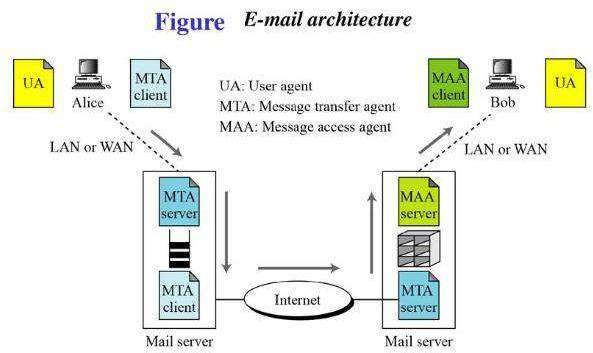 Figure E-mail architecture
UA
MTA
client
Alice
UA: User agent
MTA: Message transfer agent
MAA: Message access agent
MAA
client
Bob
UA
LAN or WAN
LAN or WAN
MTA
server
MTA
client
Mail server
Internet
MAA
server
MTA
server
Mail server